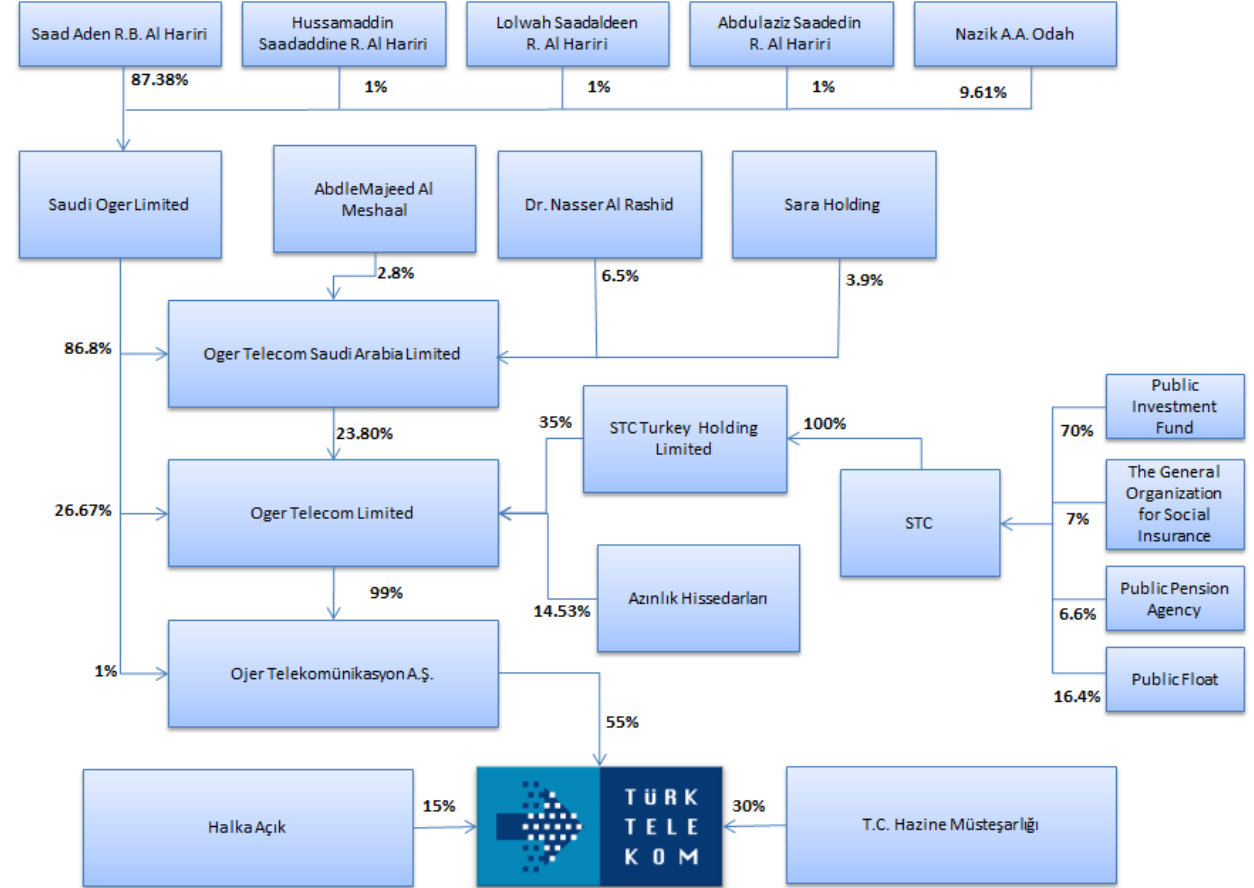 Saad Aden R.B. Al Hariri
Hussamaddin
Saadaddine R. Al Hariri
Lolwah Saadaldeen
R. Al Hariri
Abdulaziz Saadedin
R. Al Hariri
Nazik A.A. Odah
87.38%
1%
1%
1%
9.61%
Saudi Oger Limited
AbdleMajeed Al
Meshaal
Dr. Nasser Al Rashid
Sara Holding
2.8%
6.5%
3.9%
86.8%
Oger Telecom Saudi Arabia Limited
23.80%
35%
STC Turkey Holding
Limited
100%
Public
Investment
Fund
70%
26.67%
Oger Telecom Limited
STC
The General
Organization
for Social
Insurance
7%
99%
14.53%
Azınlık Hissedarları
Public Pension
Agency
6.6%
1%
Ojer Telekomünikasyon A.Ş.
Public Float
16.4%
55%
Halka Açık
15%
TÜRK
TELE
KOM
30%
T.C. Hazine Müsteşarlığı